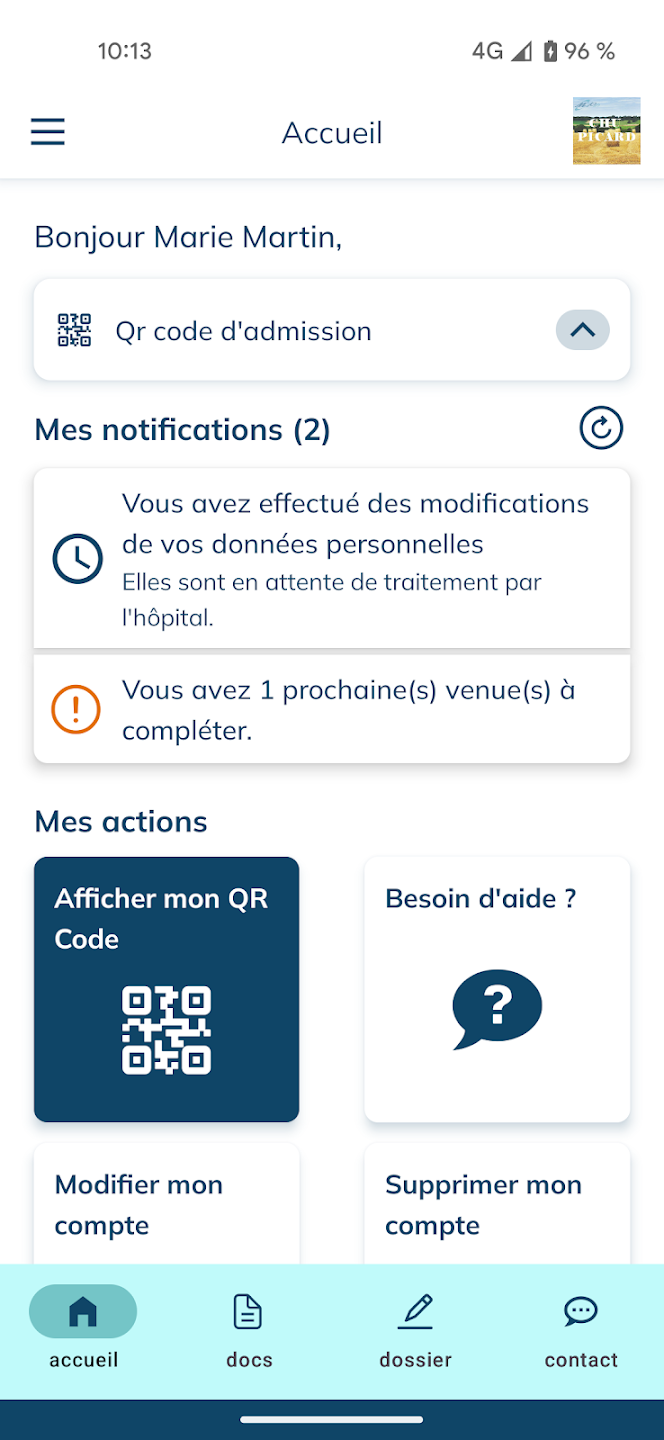 10:13
4G
96 %
Accueil
CHU
PICARD
Bonjour Marie Martin,
Qr code d'admission
Mes notifications (2)
Vous avez effectué des modifications
de vos données personnelles
Elles sont en attente de traitement par
l'hôpital.
Vous avez 1 prochaine(s) venue(s) à
compléter.
Mes actions
Afficher mon QR
Code
Besoin d'aide ?
Modifier mon
compte
Supprimer mon
compte
accueil
docs
dossier
contact